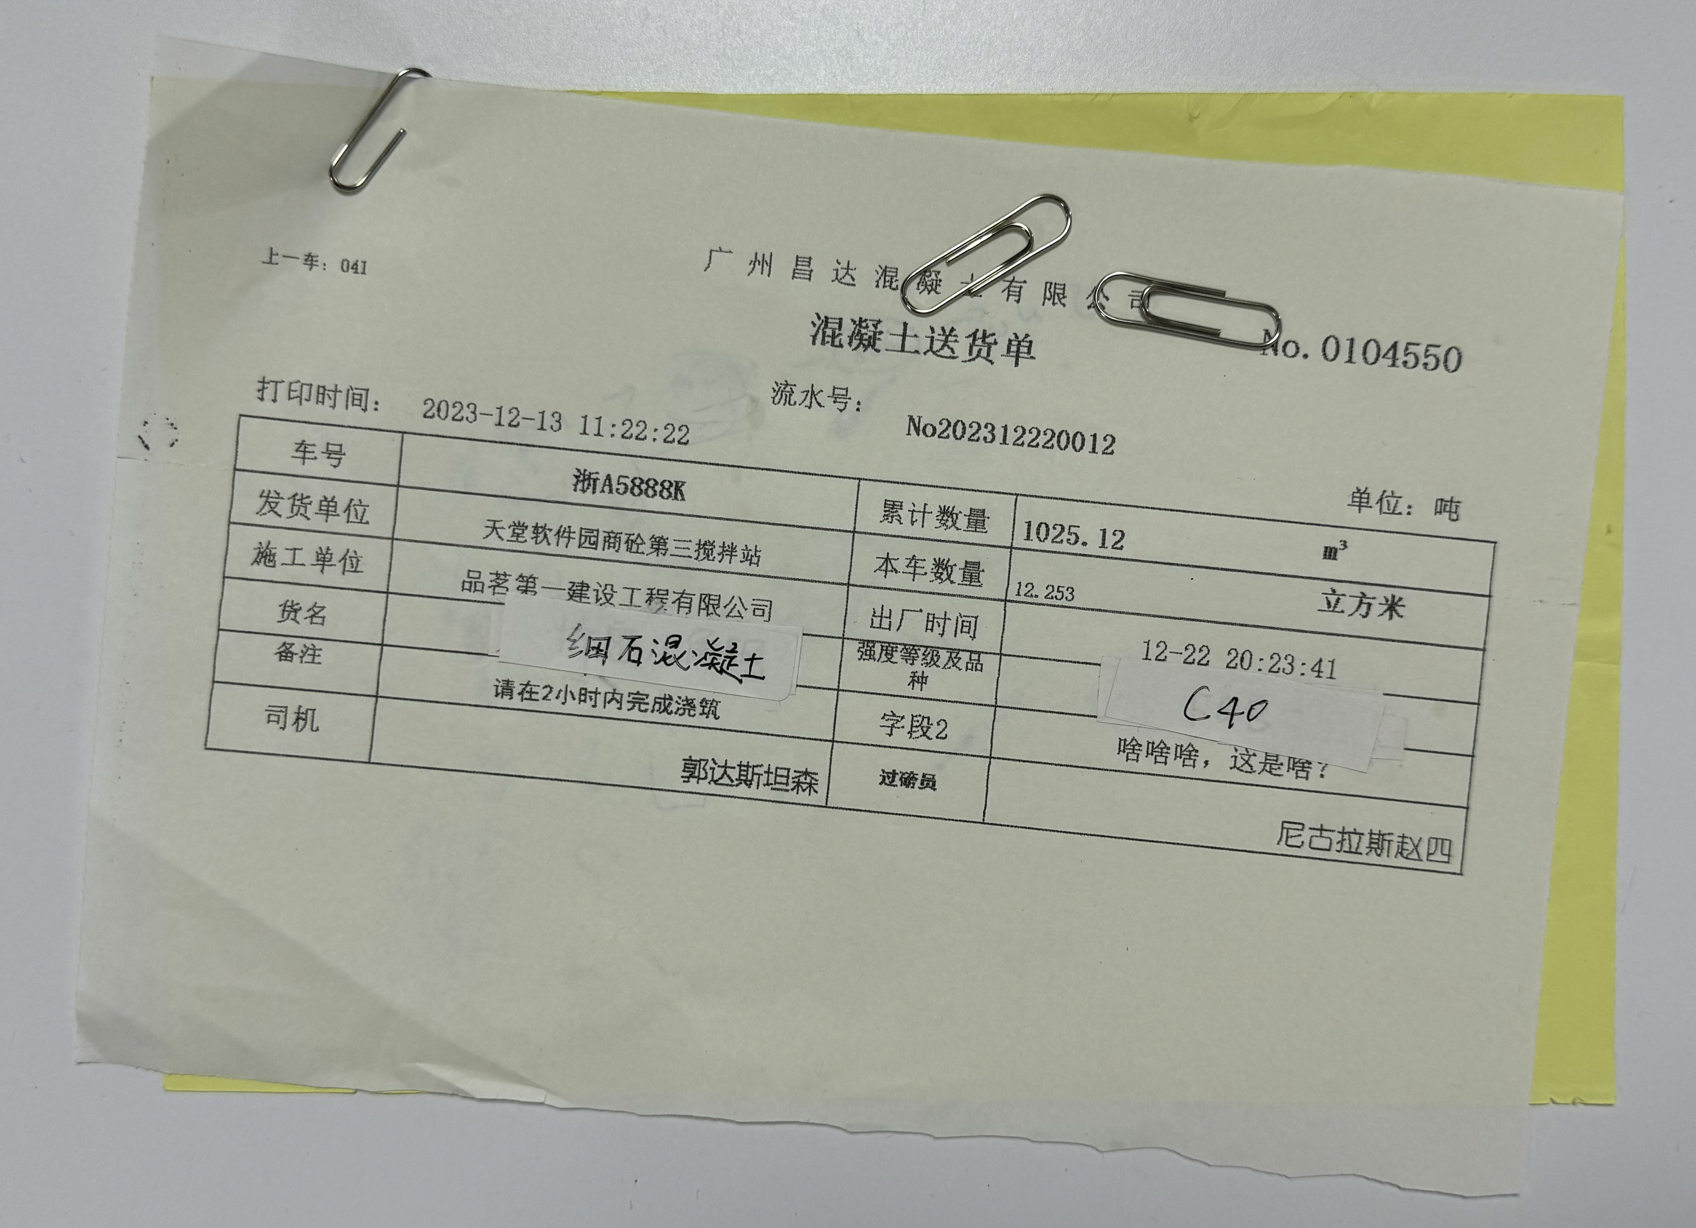 上一车：04I
广州昌达混凝土有限公司
混凝土送货单
No.0104550
打印时间： 2023-12-13 11:22:22 流水号： No202312220012
单位：吨
车号 浙A5888K 累计数量 1025.12 m³
发货单位 天堂软件园商砼第三搅拌站 本车数量 12.253 立方米
施工单位 品茗第一建设工程有限公司 出厂时间 12-22 20:23:41
货名 细石混凝土 强度等级及品种 C40
备注 请在2小时内完成浇筑 字段2 啥啥啥，这是啥？
司机 郭达斯坦森 过磅员 尼古拉斯赵四